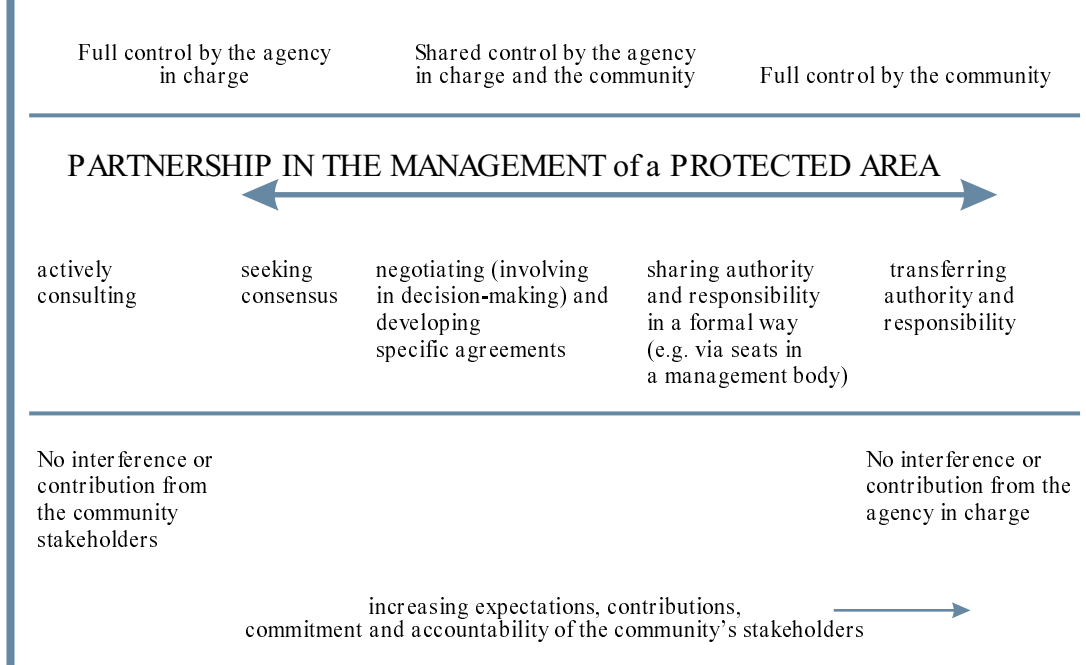 Full control by the agency
in charge
Shared control by the agency
in charge and the community
Full control by the community
PARTNERSHIP IN THE MANAGEMENT of a PROTECTED AREA
actively
consulting
seeking
consensus
negotiating (involving
in decision-making) and
developing
specific agreements
sharing authority
and responsibility
in a formal way
(e.g. via seats in
a management body)
transferring
authority and
responsibility
No interference or
contribution from
the community
stakeholders
No interference or
contribution from the
agency in charge
increasing expectations, contributions,
commitment and accountability of the community's stakeholders